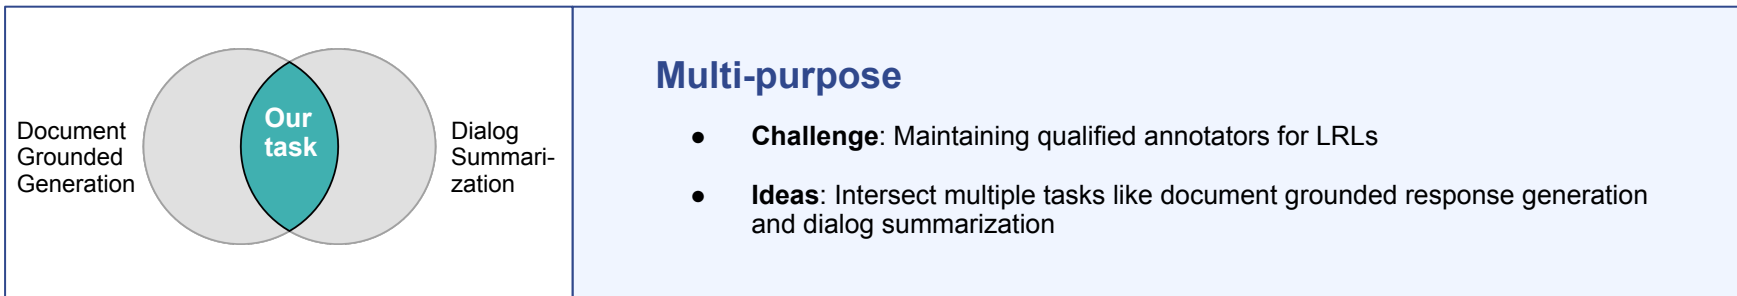 Document
Grounded
Generation
Our
task
Dialog
Summari-
zation
Multi-purpose
● Challenge: Maintaining qualified annotators for LRLs
● Ideas: Intersect multiple tasks like document grounded response generation
and dialog summarization